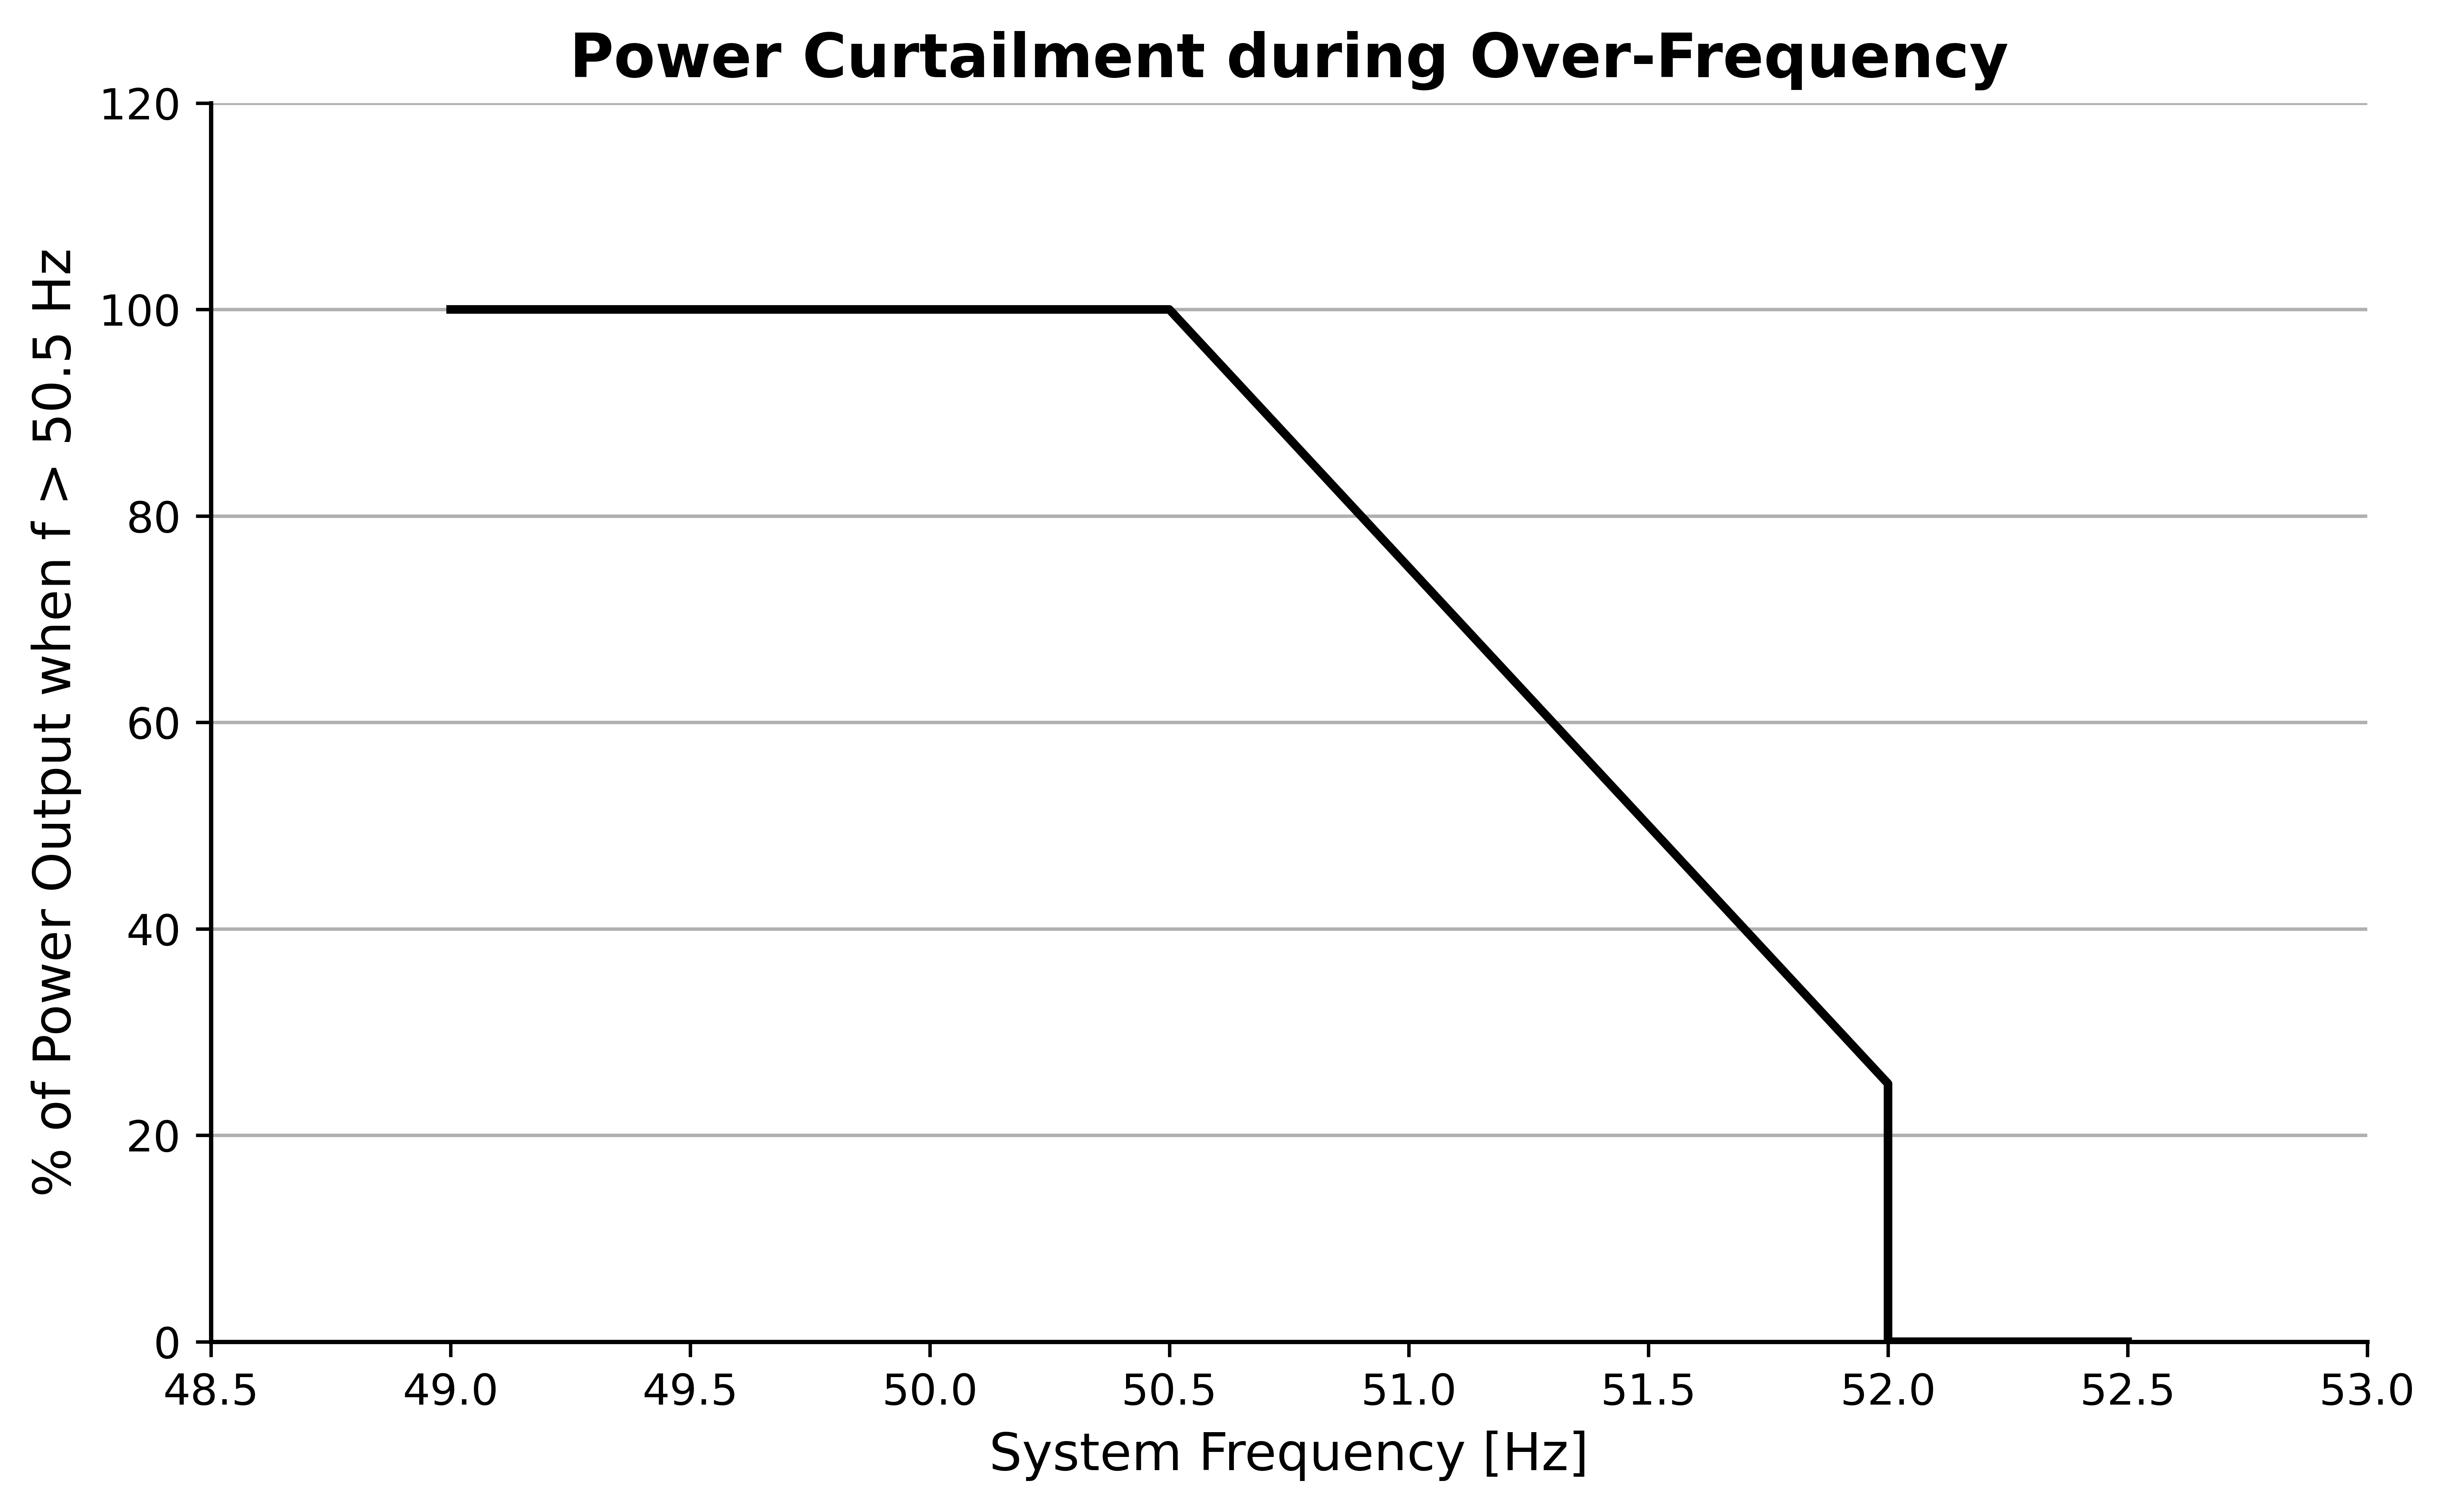 Power Curtailment during Over-Frequency
% of Power Output when f > 50.5 Hz
120
100
80
60
40
20
0
48.5 49.0 49.5 50.0 50.5 51.0 51.5 52.0 52.5 53.0
System Frequency [Hz]